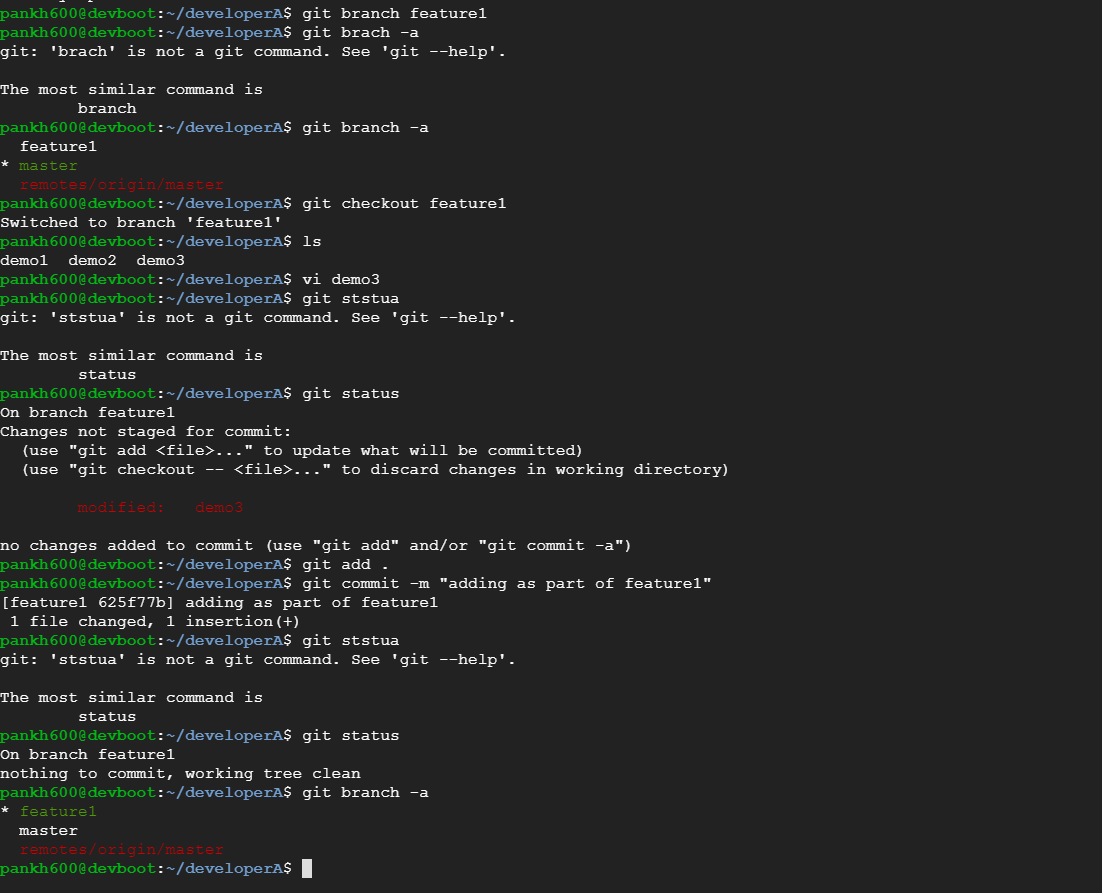 pankh600@devboot:~/developerA$ git branch feature1
pankh600@devboot:~/developerA$ git brach -a
git: 'brach' is not a git command. See 'git --help'.
The most similar command is
branch
pankh600@devboot:~/developerA$ git branch -a
feature1
* master
remotes/origin/master
pankh600@devboot:~/developerA$ git checkout feature1
Switched to branch 'feature1'
pankh600@devboot:~/developerA$ ls
demo1 demo2 demo3
pankh600@devboot:~/developerA$ vi demo3
pankh600@devboot:~/developerA$ git ststua
git: 'ststua' is not a git command. See 'git --help'.
The most similar command is
status
pankh600@devboot:~/developerA$ git status
On branch feature1
Changes not staged for commit:
(use "git add <file>..." to update what will be committed)
(use "git checkout -- <file>..." to discard changes in working directory)
modified: demo3
no changes added to commit (use "git add" and/or "git commit -a")
pankh600@devboot:~/developerA$ git add .
pankh600@devboot:~/developerA$ git commit -m "adding as part of feature1"
[feature1 625f77b] adding as part of feature1
1 file changed, 1 insertion(+)
pankh600@devboot:~/developerA$ git ststua
git: 'ststua' is not a git command. See 'git --help'.
The most similar command is
status
pankh600@devboot:~/developerA$ git status
On branch feature1
nothing to commit, working tree clean
pankh600@devboot:~/developerA$ git branch -a
* feature1
master
remotes/origin/master
pankh600@devboot:~/developerA$